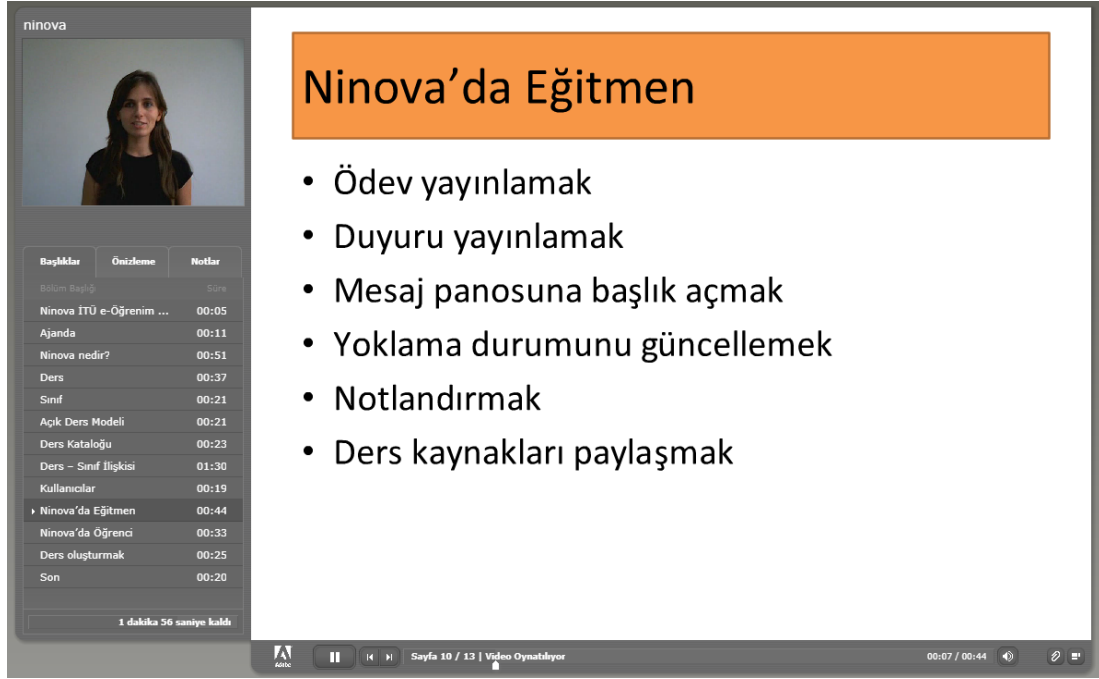 ninova
Başlıklar Önizleme Notlar
Bölüm Başlığı Süre
Ninova İTÜ e-Öğrenim ... 00:05
Ajanda 00:11
Ninova nedir? 00:51
Ders 00:37
Sınıf 00:21
Açık Ders Modeli 00:21
Ders Kataloğu 00:23
Ders – Sınıf İlişkisi 01:30
Kullanıcılar 00:19
Ninova'da Eğitmen 00:44
Ninova'da Öğrenci 00:33
Ders oluşturmak 00:25
Son 00:20
1 dakika 56 saniye kaldı
Ninova’da Eğitmen
• Ödev yayınlamak
• Duyuru yayınlamak
• Mesaj panosuna başlık açmak
• Yoklama durumunu güncellemek
• Notlandırmak
• Ders kaynakları paylaşmak
Adobe
Sayfa 10 / 13 | Video Oynatılıyor
00:07 / 00:44